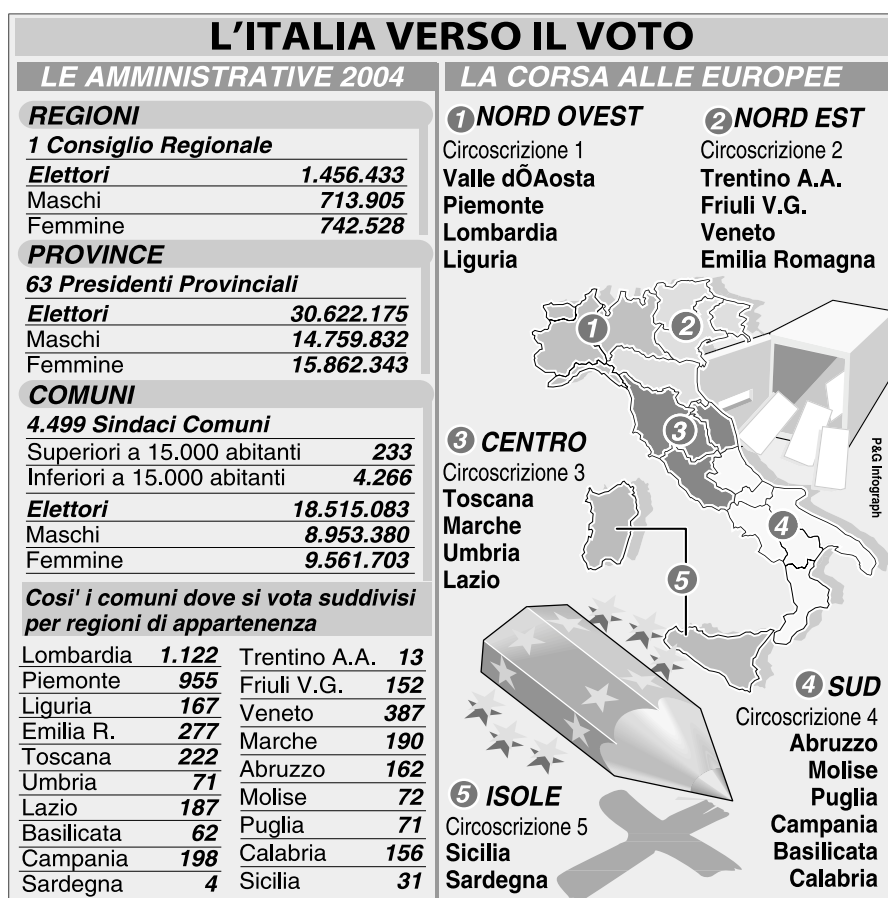 L'ITALIA VERSO IL VOTO
LE AMMINISTRATIVE 2004
REGIONI
1 Consiglio Regionale
Elettori 1.456.433
Maschi 713.905
Femmine 742.528
PROVINCE
63 Presidenti Provinciali
Elettori 30.622.175
Maschi 14.759.832
Femmine 15.862.343
COMUNI
4.499 Sindaci Comuni
Superiori a 15.000 abitanti 233
Inferiori a 15.000 abitanti 4.266
Elettori 18.515.083
Maschi 8.953.380
Femmine 9.561.703
Cosi' i comuni dove si vota suddivisi
per regioni di appartenenza
Lombardia 1.122
Piemonte 955
Liguria 167
Emilia R. 277
Toscana 222
Umbria 71
Lazio 187
Basilicata 62
Campania 198
Sardegna 4
Trentino A.A. 13
Friuli V.G. 152
Veneto 387
Marche 190
Abruzzo 162
Molise 72
Puglia 71
Calabria 156
Sicilia 31
LA CORSA ALLE EUROPEE
1 NORD OVEST
Circoscrizione 1
Valle dÕAosta
Piemonte
Lombardia
Liguria
2 NORD EST
Circoscrizione 2
Trentino A.A.
Friuli V.G.
Veneto
Emilia Romagna
1
2
3
4
5
P&G Infograph
3 CENTRO
Circoscrizione 3
Toscana
Marche
Umbria
Lazio
4 SUD
Circoscrizione 4
Abruzzo
Molise
Puglia
Campania
Basilicata
Calabria
5 ISOLE
Circoscrizione 5
Sicilia
Sardegna